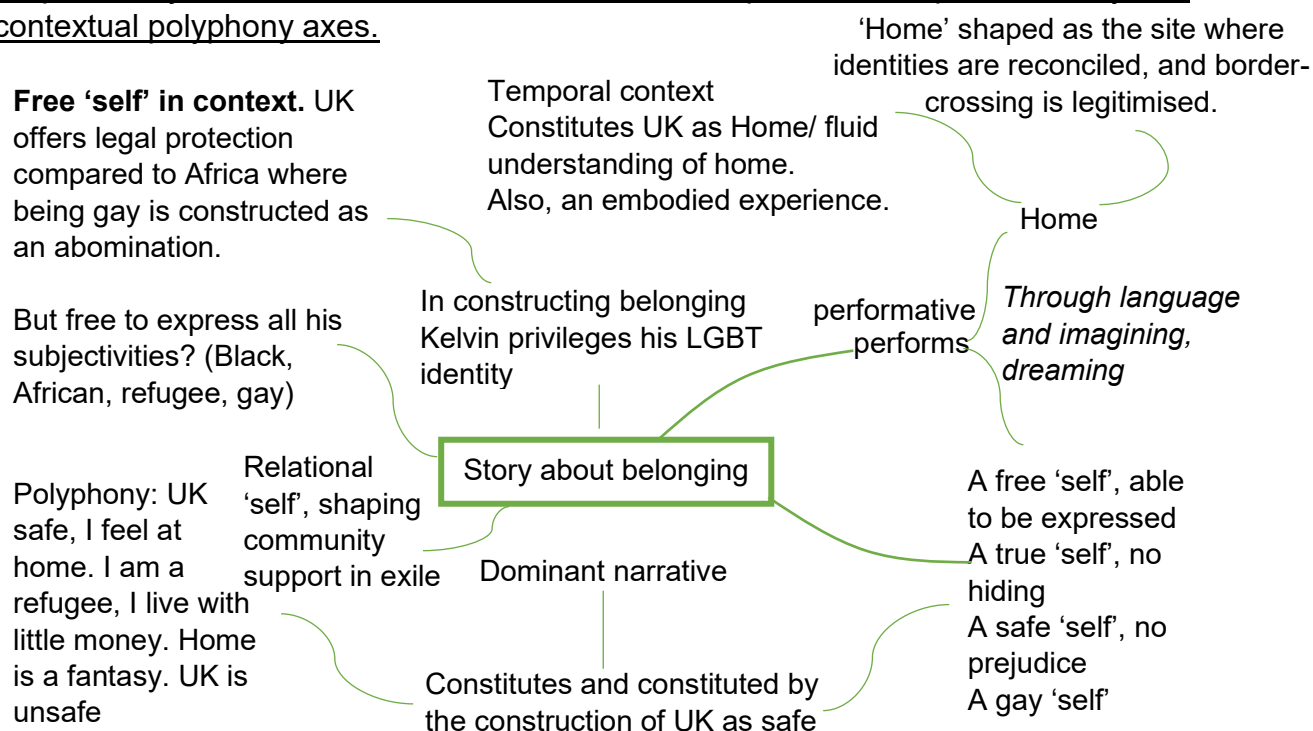 contextual polyphony axes.
‘Home’ shaped as the site where
identities are reconciled, and border-
crossing is legitimised.
Free ‘self’ in context. UK
offers legal protection
compared to Africa where
being gay is constructed as
an abomination.
Temporal context
Constitutes UK as Home/ fluid
understanding of home.
Also, an embodied experience.
Home
But free to express all his
subjectivities? (Black,
African, refugee, gay)
In constructing belonging
Kelvin privileges his LGBT
identity
performative
performs
Through language
and imagining,
dreaming
Story about belonging
Relational
‘self’, shaping
community
support in exile
Polyphony: UK
safe, I feel at
home. I am a
refugee, I live with
little money. Home
is a fantasy. UK is
unsafe
Dominant narrative
Constitutes and constituted by
the construction of UK as safe
A free ‘self’, able
to be expressed
A true ‘self’, no
hiding
A safe ‘self’, no
prejudice
A gay ‘self’